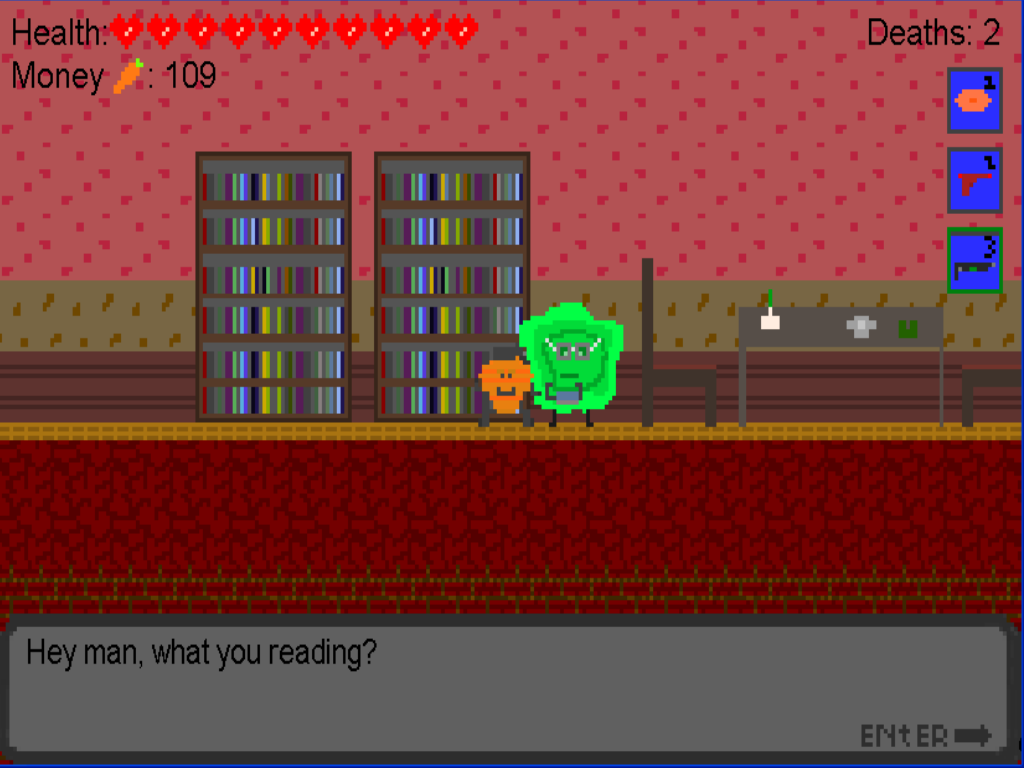 Health:
Deaths: 2
Money : 109
1
1
3
Hey man, what you reading?
ENtER